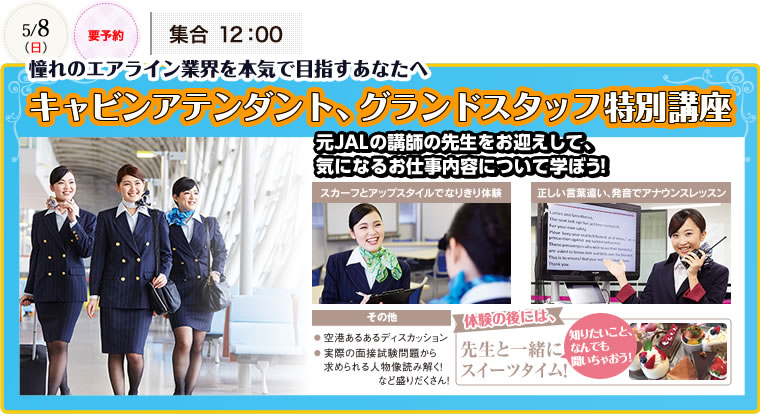 5/8
(日)
要予約
集合 12:00
憧れのエアライン業界を本気で目指すあなたへ
キャビンアテンダント、グランドスタッフ特別講座
元JALの講師の先生をお迎えして、
気になるお仕事内容について学ぼう!
スカーフとアップスタイルでなりきり体験
正しい言葉遣い、発音でアナウンスレッスン
Ladies and Gentlemen,
For your own safety,
Thank you.
その他
● 空港あるあるディスカッション
● 実際の面接試験問題から
求められる人物像読み解く!
など盛りだくさん!
体験の後には、
先生と一緒に
スイーツタイム!
知りたいこと、
なんでも
聞いちゃおう!